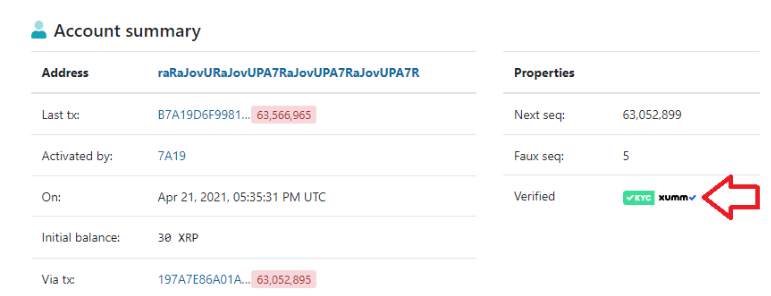 Account summary
Address raRaJovURaJovUPA7RaJovUPA7RaJovUPA7R
Last tx: B7A19D6F9981... 63,566,965
Activated by: 7A19
On: Apr 21, 2021, 05:35:31 PM UTC
Initial balance: 30 XRP
Via tx: 197A7E86A01A... 63,052,895
Properties
Next seq: 63,052,899
Faux seq: 5
Verified KYC xumm